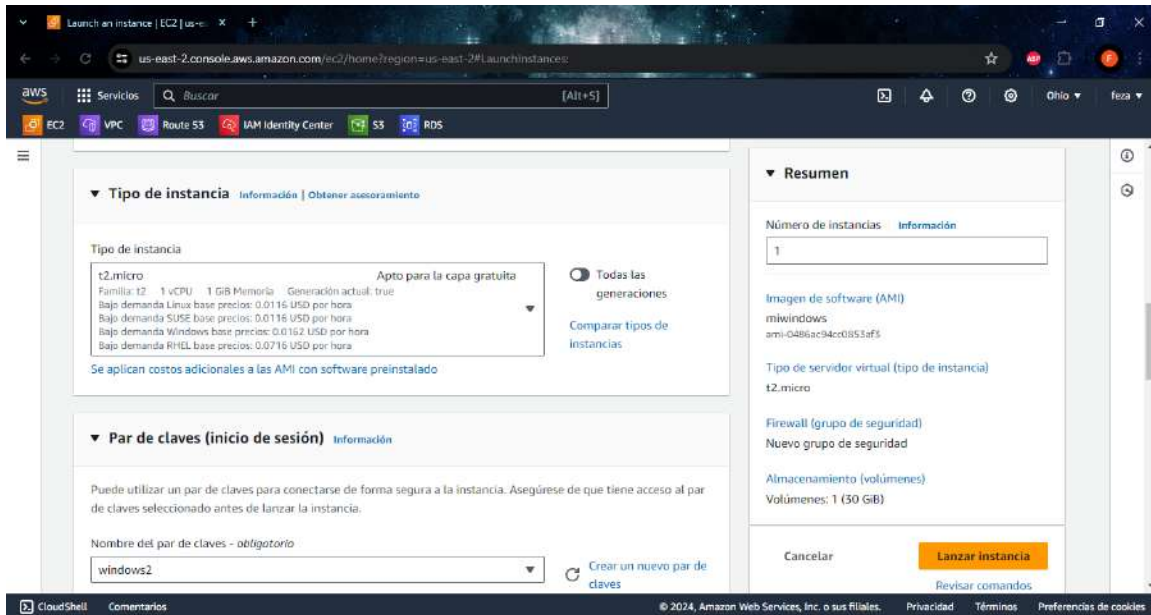 Launch an instance | EC2 | us-e
us-east-2.console.aws.amazon.com/ec2/home?region=us-east-2#LaunchInstances:
ABP
F
aws
Servicios
Buscar
[Alt+S]
Ohio
feza
EC2
VPC
Route 53
IAM Identity Center
S3
RDS
Tipo de instancia Información | Obtener asesoramiento
Tipo de instancia
t2.micro Apto para la capa gratuita
Familia: t2 1 vCPU 1 GiB Memoria Generación actual: true
Bajo demanda Linux base precios: 0.0116 USD por hora
Bajo demanda SUSE base precios: 0.0116 USD por hora
Bajo demanda Windows base precios: 0.0162 USD por hora
Bajo demanda RHEL base precios: 0.0716 USD por hora
Todas las
generaciones
Comparar tipos de
instancias
Se aplican costos adicionales a las AMI con software preinstalado
Par de claves (inicio de sesión) Información
Puede utilizar un par de claves para conectarse de forma segura a la instancia. Asegúrese de que tiene acceso al par
de claves seleccionado antes de lanzar la instancia.
Nombre del par de claves - obligatorio
windows2
Crear un nuevo par de
claves
Resumen
Número de instancias Información
1
Imagen de software (AMI)
miwindows
ami-0486ac94cc0853af3
Tipo de servidor virtual (tipo de instancia)
t2.micro
Firewall (grupo de seguridad)
Nuevo grupo de seguridad
Almacenamiento (volúmenes)
Volúmenes: 1 (30 GiB)
Cancelar
Lanzar instancia
Revisar comandos
CloudShell
Comentarios
© 2024, Amazon Web Services, Inc. o sus filiales.
Privacidad
Términos
Preferencias de cookies